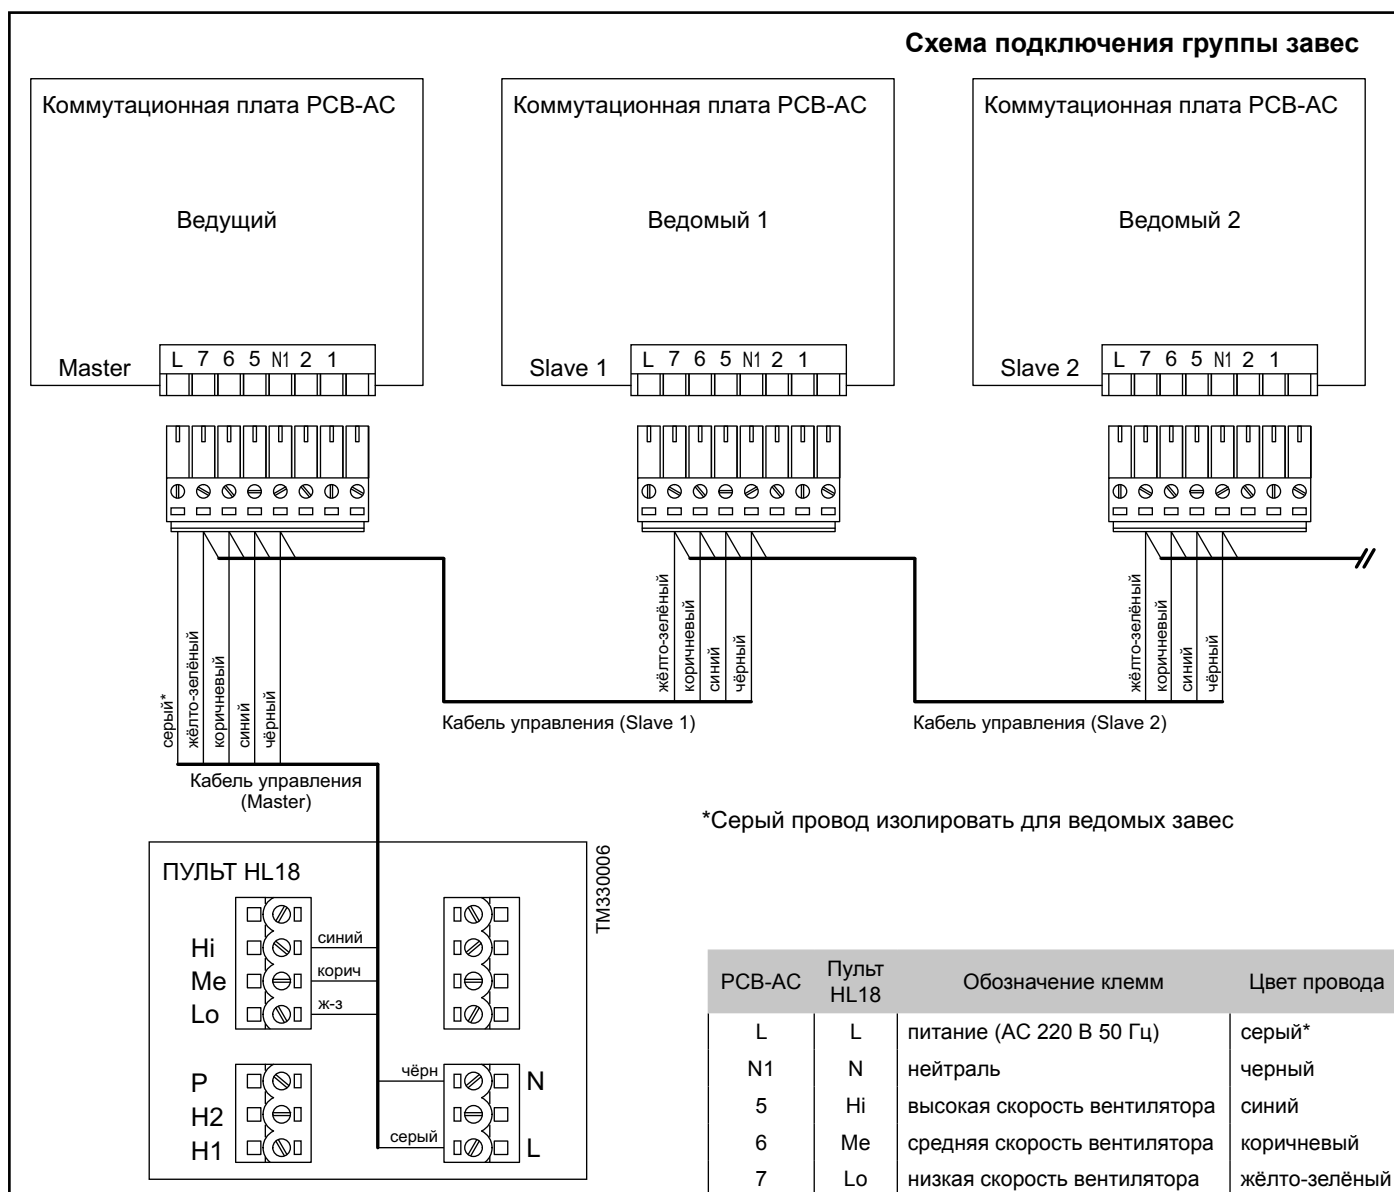 Схема подключения группы завес
Коммутационная плата PCB-AC
Ведущий
Master
L 7 6 5 N1 2 1
Коммутационная плата PCB-AC
Ведомый 1
Slave 1
L 7 6 5 N1 2 1
Коммутационная плата PCB-AC
Ведомый 2
Slave 2
L 7 6 5 N1 2 1
серый*
жёлто-зелёный
коричневый
синий
чёрный
жёлто-зелёный
коричневый
синий
чёрный
жёлто-зелёный
коричневый
синий
чёрный
Кабель управления (Slave 1)
Кабель управления (Slave 2)
Кабель управления
(Master)
*Серый провод изолировать для ведомых завес
ПУЛЬТ HL18
Hi
Me
Lo
P
H2
H1
синий
корич
ж-з
чёрн
серый
N
L
TM330006
PCB-AC Пульт HL18 Обозначение клемм Цвет провода
L L питание (AC 220 В 50 Гц) серый*
N1 N нейтраль черный
5 Hi высокая скорость вентилятора синий
6 Me средняя скорость вентилятора коричневый
7 Lo низкая скорость вентилятора жёлто-зелёный